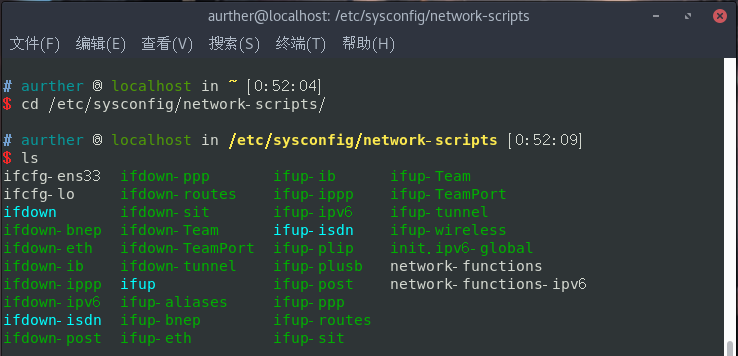 aurther@localhost: /etc/sysconfig/network-scripts
文件(F) 编辑(E) 查看(V) 搜索(S) 终端(T) 帮助(H)
# aurther @ localhost in ~ [0:52:04]
$ cd /etc/sysconfig/network-scripts/
# aurther @ localhost in /etc/sysconfig/network-scripts [0:52:09]
$ ls
ifcfg-ens33 ifdown-ppp ifup-ib ifup-Team
ifcfg-lo ifdown-routes ifup-ippp ifup-TeamPort
ifdown ifdown-sit ifup-ipv6 ifup-tunnel
ifdown-bnep ifdown-Team ifup-isdn ifup-wireless
ifdown-eth ifdown-TeamPort ifup-plip init.ipv6-global
ifdown-ib ifdown-tunnel ifup-plusb network-functions
ifdown-ippp ifup ifup-post network-functions-ipv6
ifdown-ipv6 ifup-aliases ifup-ppp
ifdown-isdn ifup-bnep ifup-routes
ifdown-post ifup-eth ifup-sit